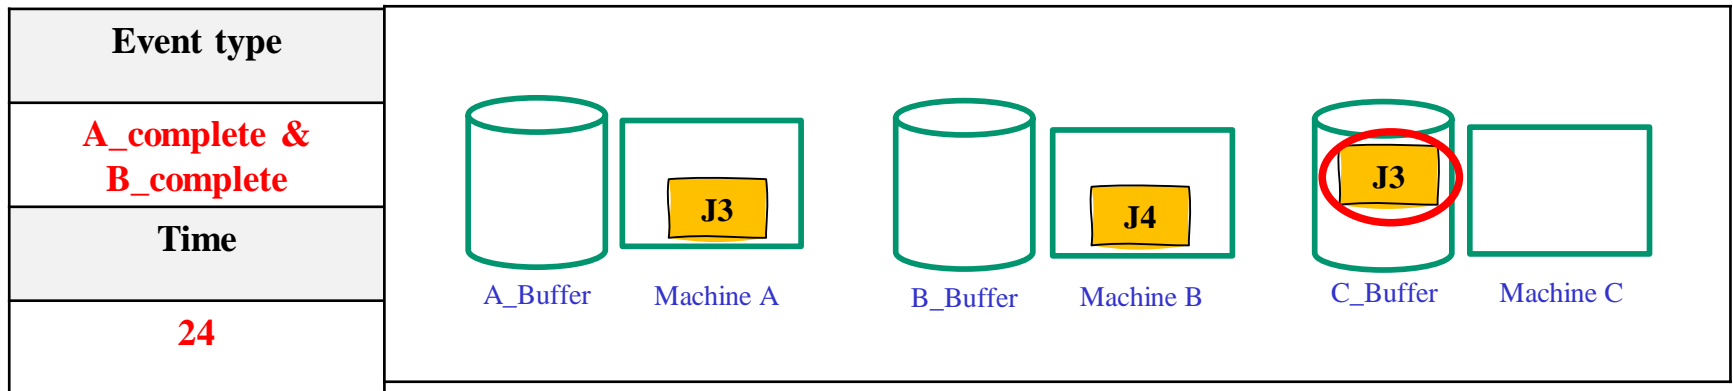 Event type
A_complete &
B_complete
Time
24
J3
J4
J3
A_Buffer
Machine A
B_Buffer
Machine B
C_Buffer
Machine C